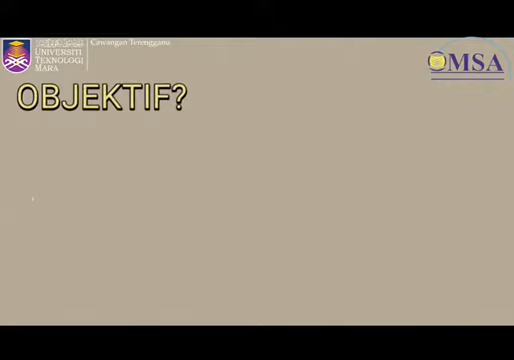 UNIVERSITI
TEKNOLOGI
MARA
Cawangan Terengganu
OMSA
OBJEKTIF?